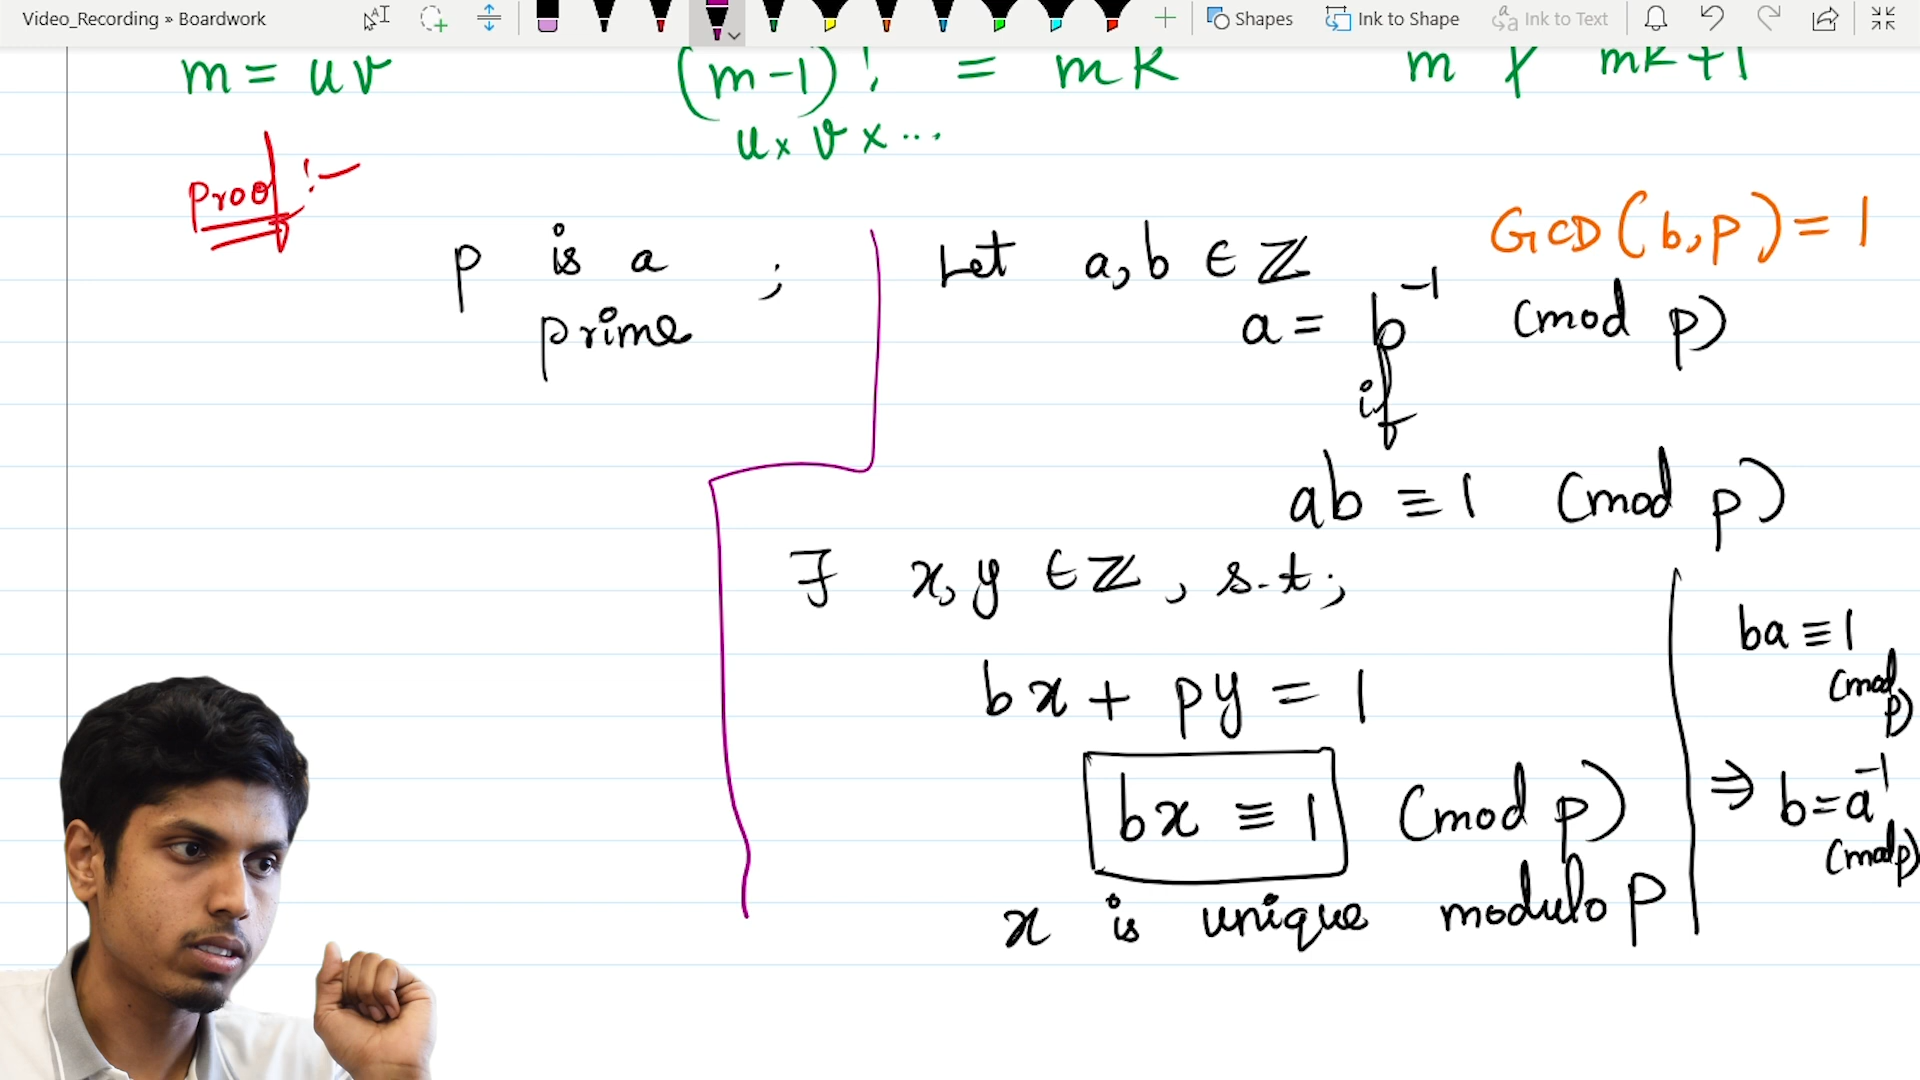 Video_Recording » Boardwork
Shapes
Ink to Shape
Ink to Text
m = uv
(m-1)! = mk
m ∤ mk+1
u × v × ...
Proof :-
p is a prime ;
Let a, b ∈ ℤ
GCD(b, p) = 1
a = b⁻¹ (mod p)
if
ab ≡ 1 (mod p)
∃ x, y ∈ ℤ, s.t;
bx + py = 1
bx ≡ 1 (mod p)
x is unique modulo p
ba ≡ 1
(mod p)
⇒ b = a⁻¹
(mod p)